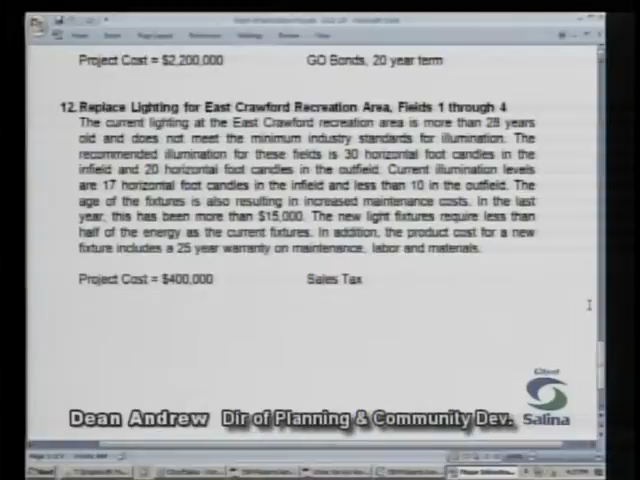 Project Cost = $2,200,000 GO Bonds, 20 year term
12. Replace Lighting for East Crawford Recreation Area, Fields 1 through 4
The current lighting at the East Crawford recreation area is more than 28 years
old and does not meet the minimum industry standards for illumination. The
recommended illumination for these fields is 30 horizontal foot candles in the
infield and 20 horizontal foot candles in the outfield. Current illumination levels
are 17 horizontal foot candles in the infield and less than 10 in the outfield. The
age of the fixtures is also resulting in increased maintenance costs. In the last
year, this has been more than $15,000. The new light fixtures require less than
half of the energy as the current fixtures. In addition, the product cost for a new
fixture includes a 25 year warranty on maintenance, labor and materials.
Project Cost = $400,000 Sales Tax
City of
Salina
Dean Andrew Dir of Planning & Community Dev.